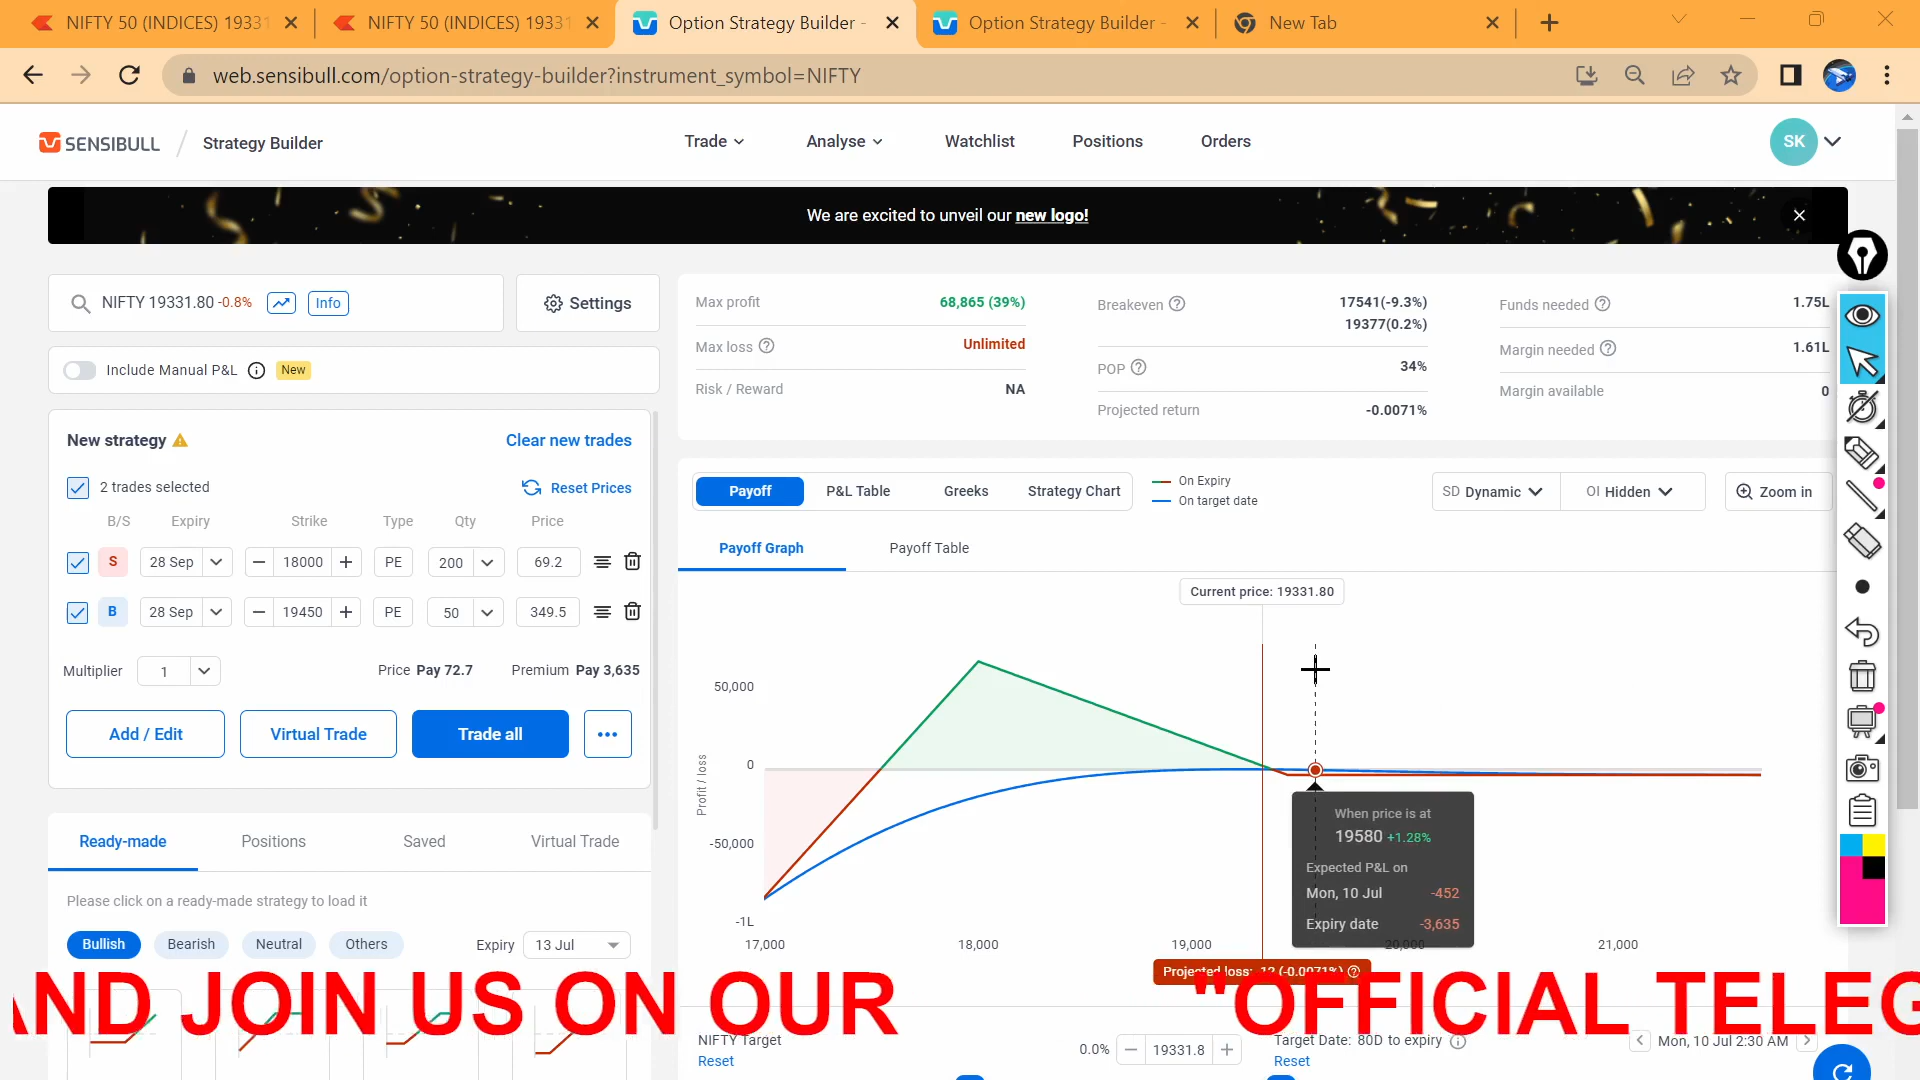 NIFTY 50 (INDICES) 19331
NIFTY 50 (INDICES) 19331
Option Strategy Builder -
Option Strategy Builder -
New Tab
web.sensibull.com/option-strategy-builder?instrument_symbol=NIFTY
SENSIBULL / Strategy Builder
Trade
Analyse
Watchlist
Positions
Orders
SK
We are excited to unveil our new logo!
NIFTY 19331.80 -0.8% Info
Settings
Include Manual P&L New
New strategy
Clear new trades
2 trades selected
Reset Prices
B/S Expiry Strike Type Qty Price
S 28 Sep 18000 PE 200 69.2
B 28 Sep 19450 PE 50 349.5
Multiplier 1 Price Pay 72.7 Premium Pay 3,635
Add / Edit
Virtual Trade
Trade all
Ready-made
Positions
Saved
Virtual Trade
Please click on a ready-made strategy to load it
Bullish Bearish Neutral Others Expiry 13 Jul
Max profit 68,865 (39%)
Max loss Unlimited
Risk / Reward NA
Breakeven 17541(-9.3%)
19377(0.2%)
POP 34%
Projected return -0.0071%
Funds needed 1.75L
Margin needed 1.61L
Margin available 0
Payoff
P&L Table
Greeks
Strategy Chart
On Expiry
On target date
SD Dynamic
OI Hidden
Zoom in
Payoff Graph
Payoff Table
Current price: 19331.80
Profit / loss
50,000
0
-50,000
-1L
17,000 18,000 19,000 20,000 21,000
When price is at
19580 +1.28%
Expected P&L on
Mon, 10 Jul -452
Expiry date -3,635
Projected loss: -12 (-0.0071%)
AND JOIN US ON OUR "OFFICIAL TELEG
NIFTY Target
Reset
0.0% 19331.8
Target Date: 80D to expiry
Reset
Mon, 10 Jul 2:30 AM